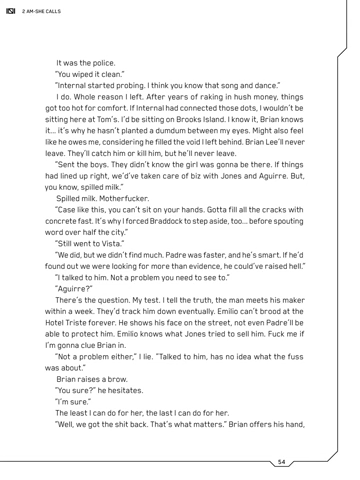 2 AM-SHE CALLS
It was the police.
"You wiped it clean."
"Internal started probing. I think you know that song and dance."
I do. Whole reason I left. After years of raking in hush money, things
got too hot for comfort. If Internal had connected those dots, I wouldn't be
sitting here at Tom's. I'd be sitting on Brooks Island. I know it, Brian knows
it... it's why he hasn't planted a dumdum between my eyes. Might also feel
like he owes me, considering he filled the void I left behind. Brian Lee'll never
leave. They'll catch him or kill him, but he'll never leave.
"Sent the boys. They didn't know the girl was gonna be there. If things
had lined up right, we'd've taken care of biz with Jones and Aguirre. But,
you know, spilled milk."
Spilled milk. Motherfucker.
"Case like this, you can't sit on your hands. Gotta fill all the cracks with
concrete fast. It's why I forced Braddock to step aside, too... before spouting
word over half the city."
"Still went to Vista."
"We did, but we didn't find much. Padre was faster, and he's smart. If he'd
found out we were looking for more than evidence, he could've raised hell."
"I talked to him. Not a problem you need to see to."
"Aguirre?"
There's the question. My test. I tell the truth, the man meets his maker
within a week. They'd track him down eventually. Emilio can't brood at the
Hotel Triste forever. He shows his face on the street, not even Padre'll be
able to protect him. Emilio knows what Jones tried to sell him. Fuck me if
I'm gonna clue Brian in.
"Not a problem either," I lie. "Talked to him, has no idea what the fuss
was about."
Brian raises a brow.
"You sure?" he hesitates.
"I'm sure."
The least I can do for her, the last I can do for her.
"Well, we got the shit back. That's what matters." Brian offers his hand,
54